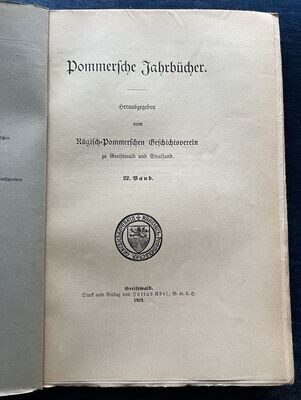 Pommersche Jahrbücher.
Herausgegeben
vom
Rügisch-Pommerschen Geschichtsverein
zu Greifswald und Stralsund.
22. Band.
Greifswald.
Druck und Verlag von Julius Abel, G. m. b. H.